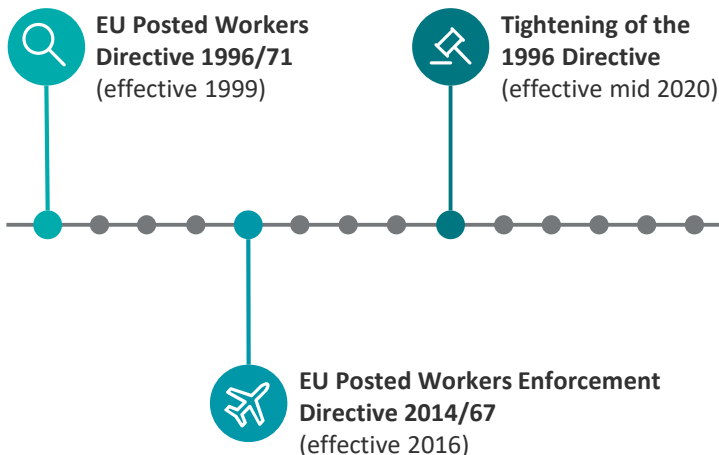 EU Posted Workers
Directive 1996/71
(effective 1999)
Tightening of the
1996 Directive
(effective mid 2020)
EU Posted Workers Enforcement
Directive 2014/67
(effective 2016)